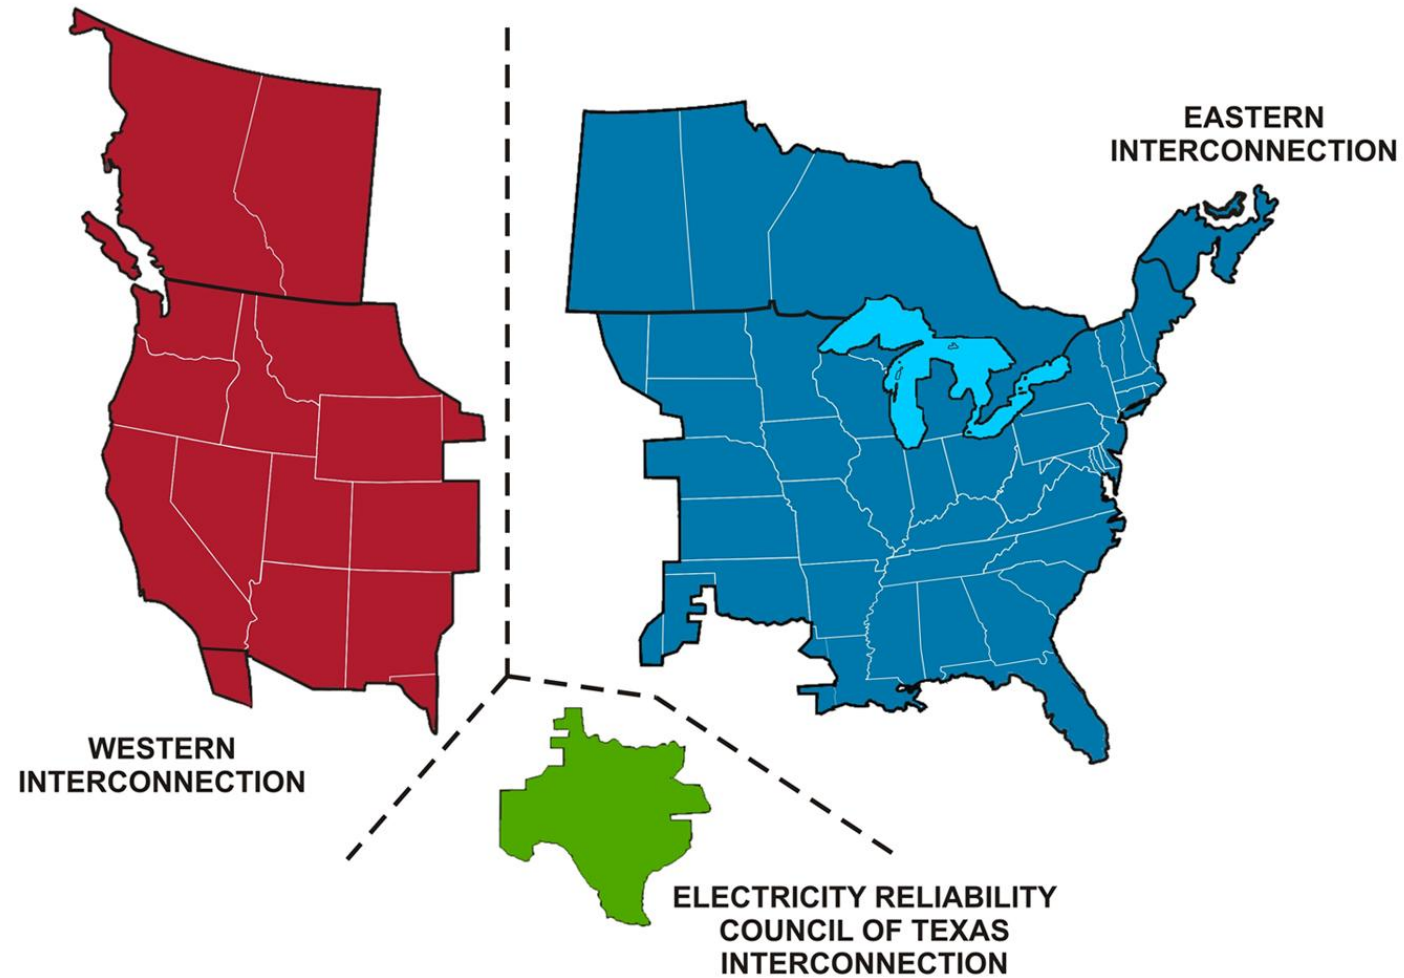 EASTERN
INTERCONNECTION
WESTERN
INTERCONNECTION
ELECTRICITY RELIABILITY
COUNCIL OF TEXAS
INTERCONNECTION